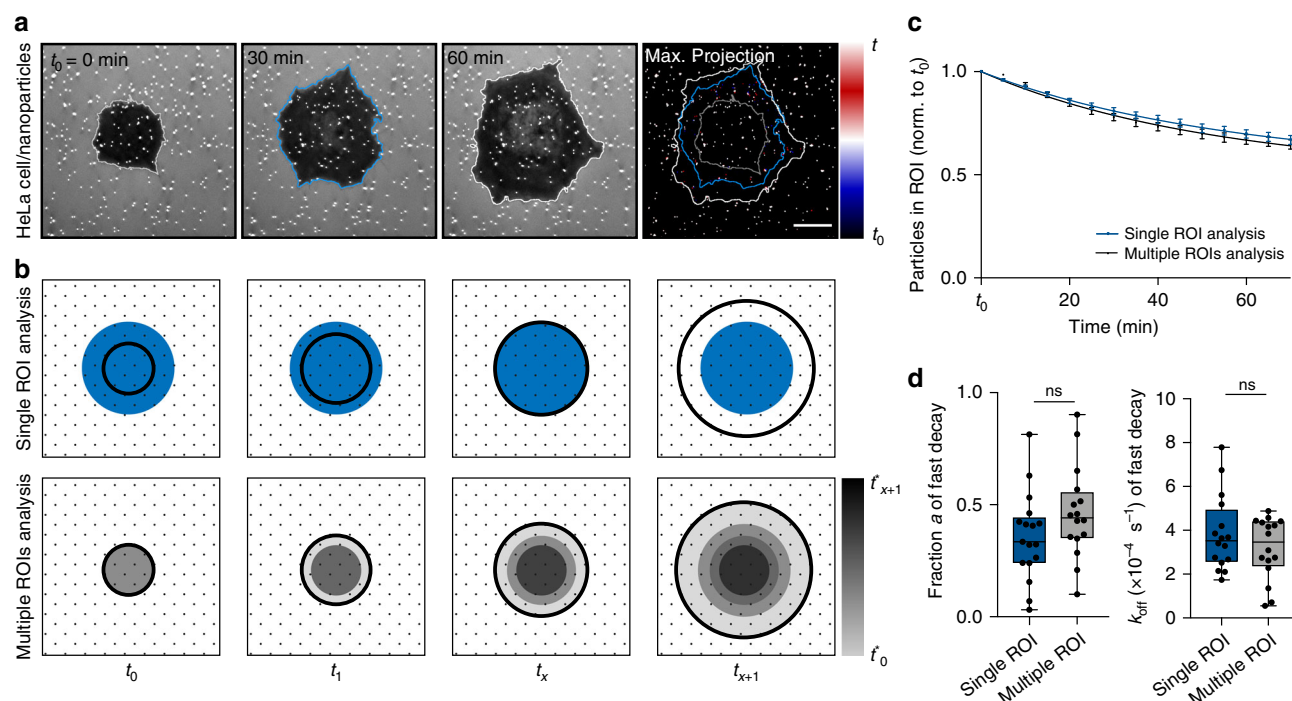 a
HeLa cell/nanoparticles
t₀ = 0 min
30 min
60 min
Max. Projection
t
t₀
b
Single ROI analysis
Multiple ROIs analysis
t₀
t₁
tₓ
tₓ₊₁
t*ₓ₊₁
t*₀
c
Particles in ROI (norm. to t₀)
1.0
0.5
0.0
t₀
20
40
60
Time (min)
Single ROI analysis
Multiple ROIs analysis
d
Fraction a of fast decay
1.0
0.5
0.0
ns
Single ROI
Multiple ROI
k_off (×10⁻⁴ s⁻¹) of fast decay
10
8
6
4
2
0
ns
Single ROI
Multiple ROI